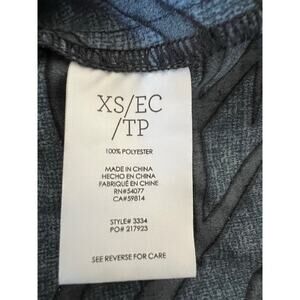 XS/EC
/TP
100% POLYESTER
MADE IN CHINA
HECHO EN CHINA
FABRIQUÉ EN CHINE
RN#54077
CA#59814
STYLE# 3334
PO# 217923
SEE REVERSE FOR CARE